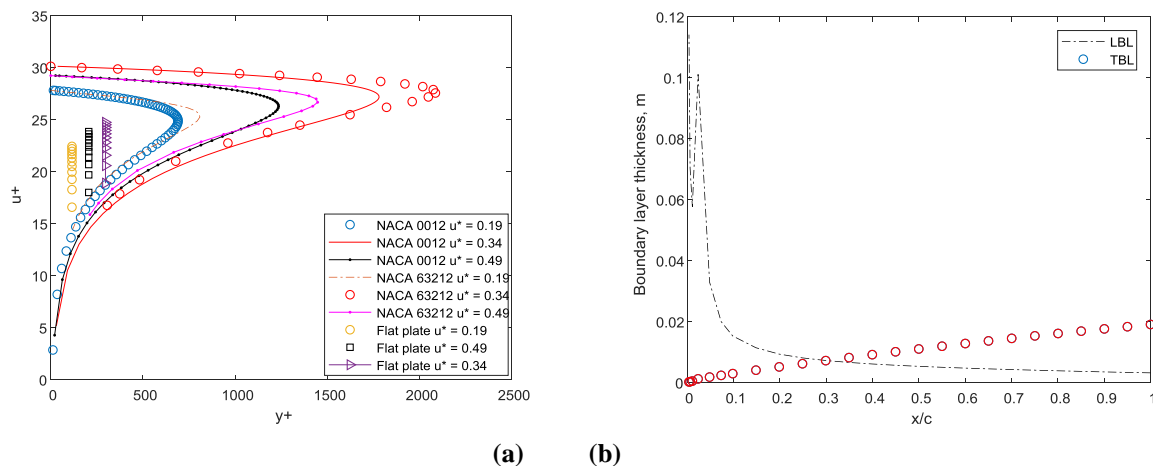 35
30
25
20
15
10
5
0
u+
0
500
1000
1500
2000
2500
y+
NACA 0012 u* = 0.19
NACA 0012 u* = 0.34
NACA 0012 u* = 0.49
NACA 63212 u* = 0.19
NACA 63212 u* = 0.34
NACA 63212 u* = 0.49
Flat plate u* = 0.19
Flat plate u* = 0.49
Flat plate u* = 0.34
(a)
0.12
0.1
0.08
0.06
0.04
0.02
0
Boundary layer thickness, m
0
0.1
0.2
0.3
0.4
0.5
0.6
0.7
0.8
0.9
1
x/c
LBL
TBL
(b)